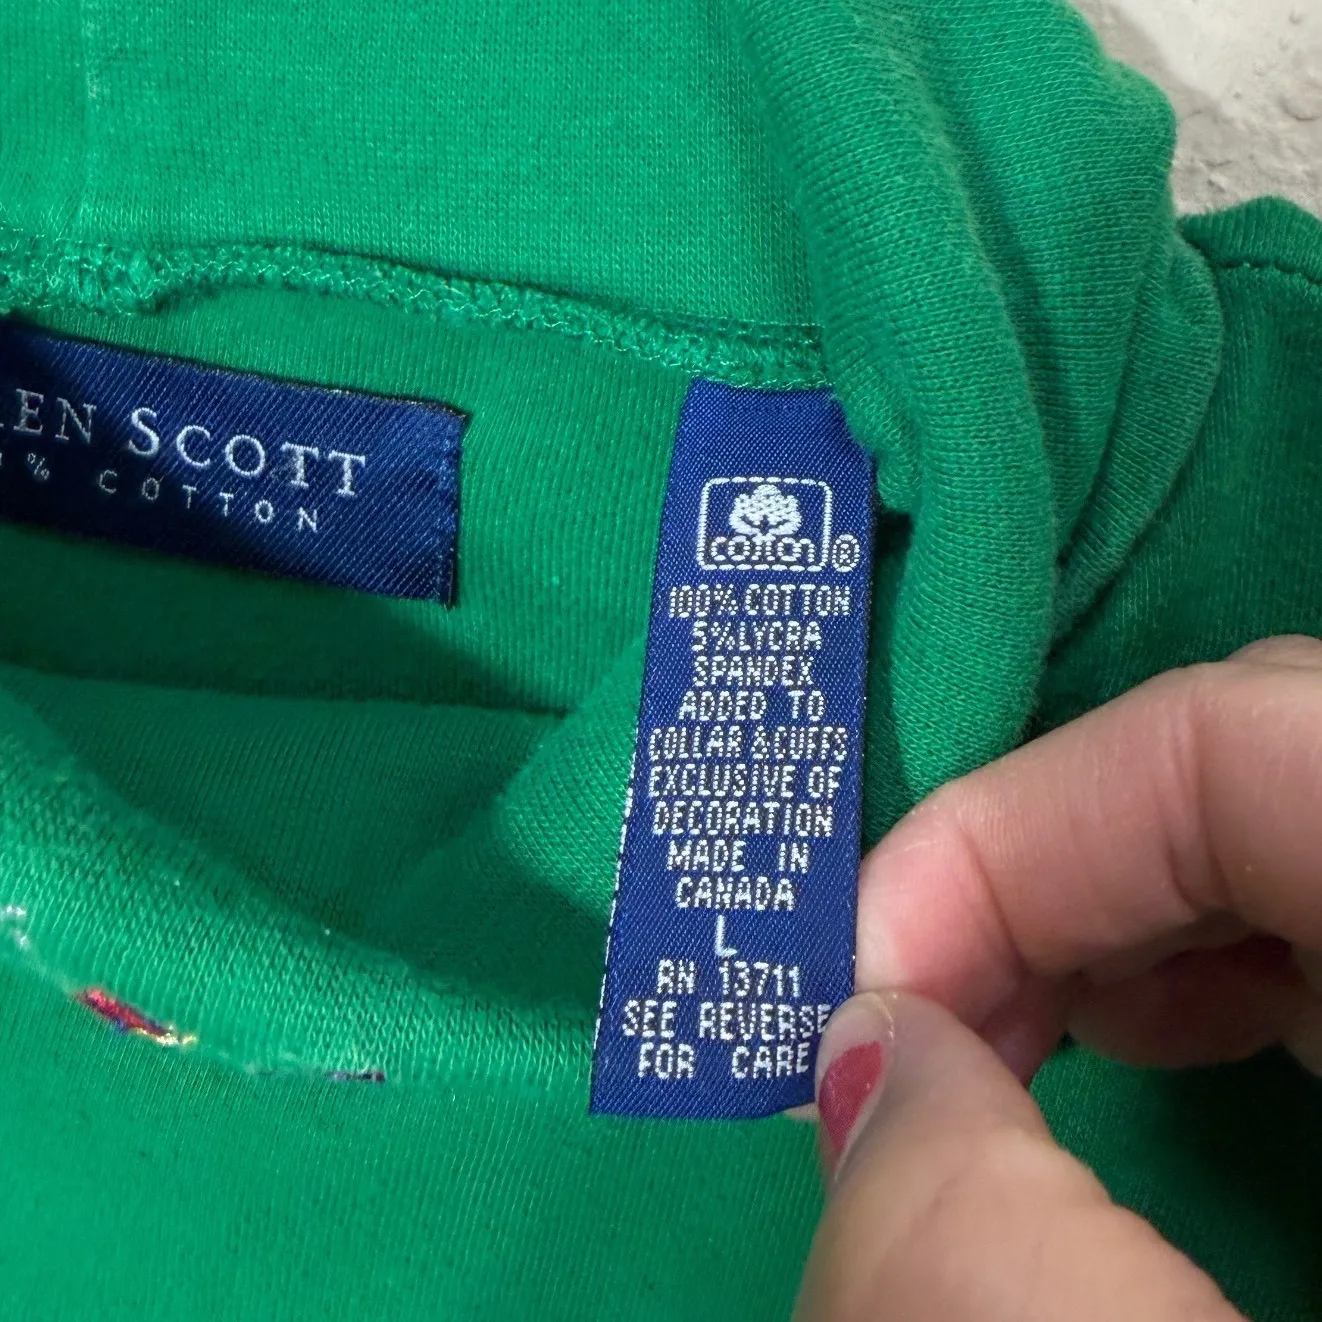 EN SCOTT
% COTTON
COTTON ®
100% COTTON
5% LYCRA
SPANDEX
ADDED TO
COLLAR & CUFFS
EXCLUSIVE OF
DECORATION
MADE IN
CANADA
L
RN 13711
SEE REVERSE
FOR CARE